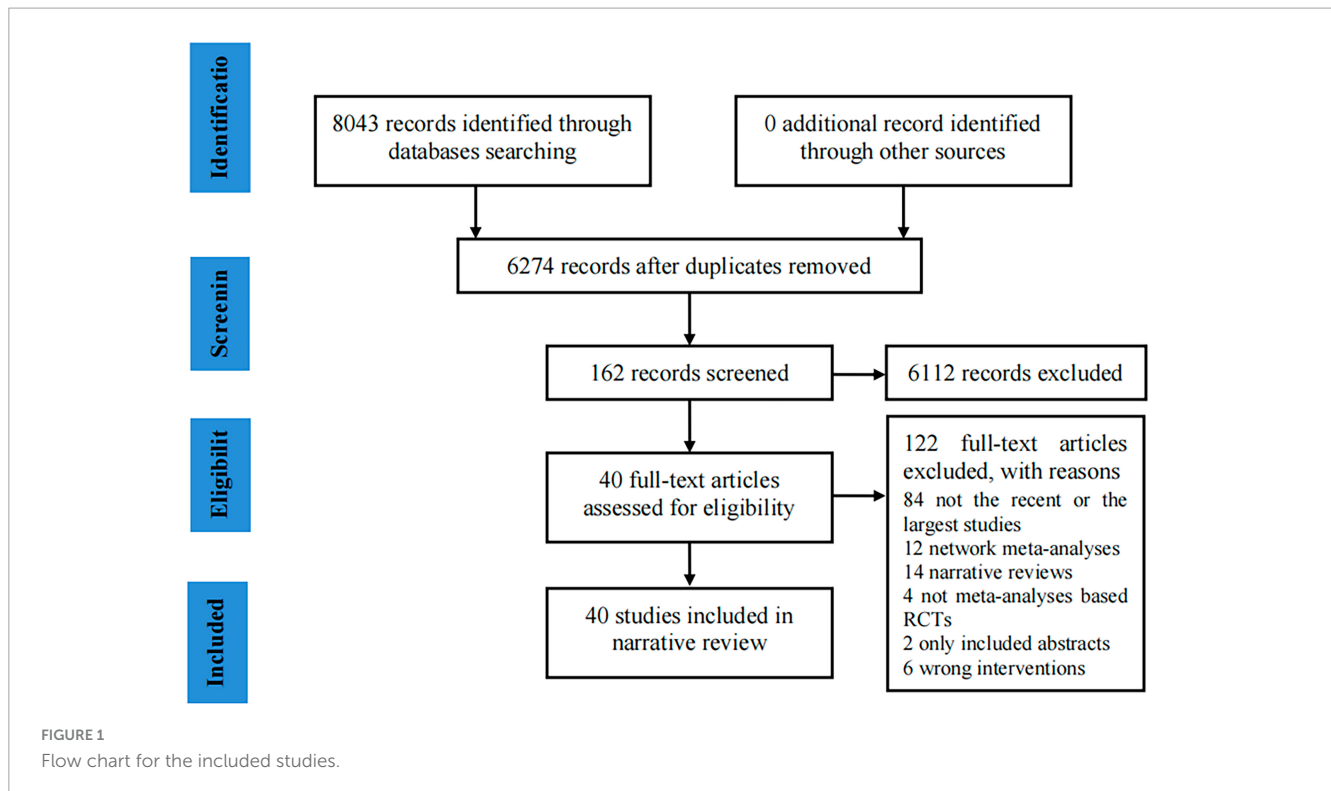 Identificatio
8043 records identified through
databases searching
0 additional record identified
through other sources
Screenin
6274 records after duplicates removed
162 records screened
6112 records excluded
Eligibilit
40 full-text articles
assessed for eligibility
122 full-text articles
excluded, with reasons
84 not the recent or the
largest studies
12 network meta-analyses
14 narrative reviews
4 not meta-analyses based
RCTs
2 only included abstracts
6 wrong interventions
Included
40 studies included in
narrative review
FIGURE 1
Flow chart for the included studies.